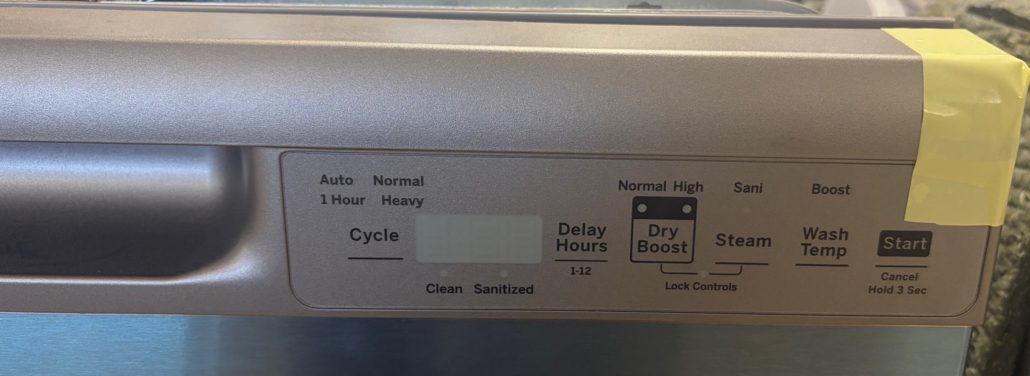 Auto Normal
1 Hour Heavy
Cycle
Clean Sanitized
Delay
Hours
1-12
Normal High
Dry
Boost
Sani
Steam
Lock Controls
Boost
Wash
Temp
Start
Cancel
Hold 3 Sec